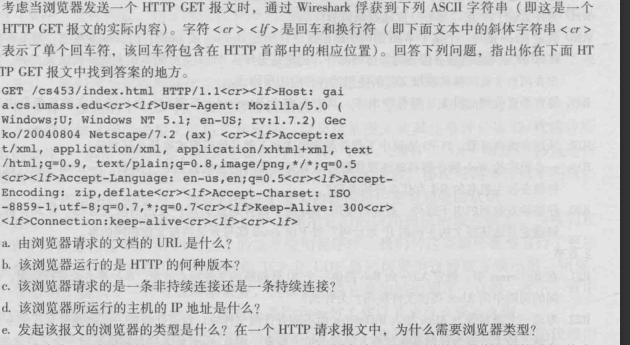 考虑当浏览器发送一个 HTTP GET 报文时，通过 Wireshark 俘获到下列 ASCII 字符串（即这是一个
HTTP GET 报文的实际内容）。字符<cr><lf>是回车和换行符（即下面文本中的斜体字符串<cr>
表示了单个回车符，该回车符包含在 HTTP 首部中的相应位置）。回答下列问题，指出你在下面 HT
TP GET 报文中找到答案的地方。
GET /cs453/index.html HTTP/1.1<cr><lf>Host: gai
a.cs.umass.edu<cr><lf>User-Agent: Mozilla/5.0 (
Windows;U; Windows NT 5.1; en-US; rv:1.7.2) Gec
ko/20040804 Netscape/7.2 (ax) <cr><lf>Accept:ex
t/xml, application/xml, application/xhtml+xml, text
/html;q=0.9, text/plain;q=0.8,image/png,*/*;q=0.5
<cr><lf>Accept-Language: en-us,en;q=0.5<cr><lf>Accept-
Encoding: zip,deflate<cr><lf>Accept-Charset: ISO
-8859-1,utf-8;q=0.7,*;q=0.7<cr><lf>Keep-Alive: 300<cr>
<lf>Connection:keep-alive<cr><lf><cr><lf>
a. 由浏览器请求的文档的 URL 是什么？
b. 该浏览器运行的是 HTTP 的何种版本？
c. 该浏览器请求的是一条非持续连接还是一条持续连接？
d. 该浏览器所运行的主机的 IP 地址是什么？
e. 发起该报文的浏览器的类型是什么？在一个 HTTP 请求报文中，为什么需要浏览器类型？